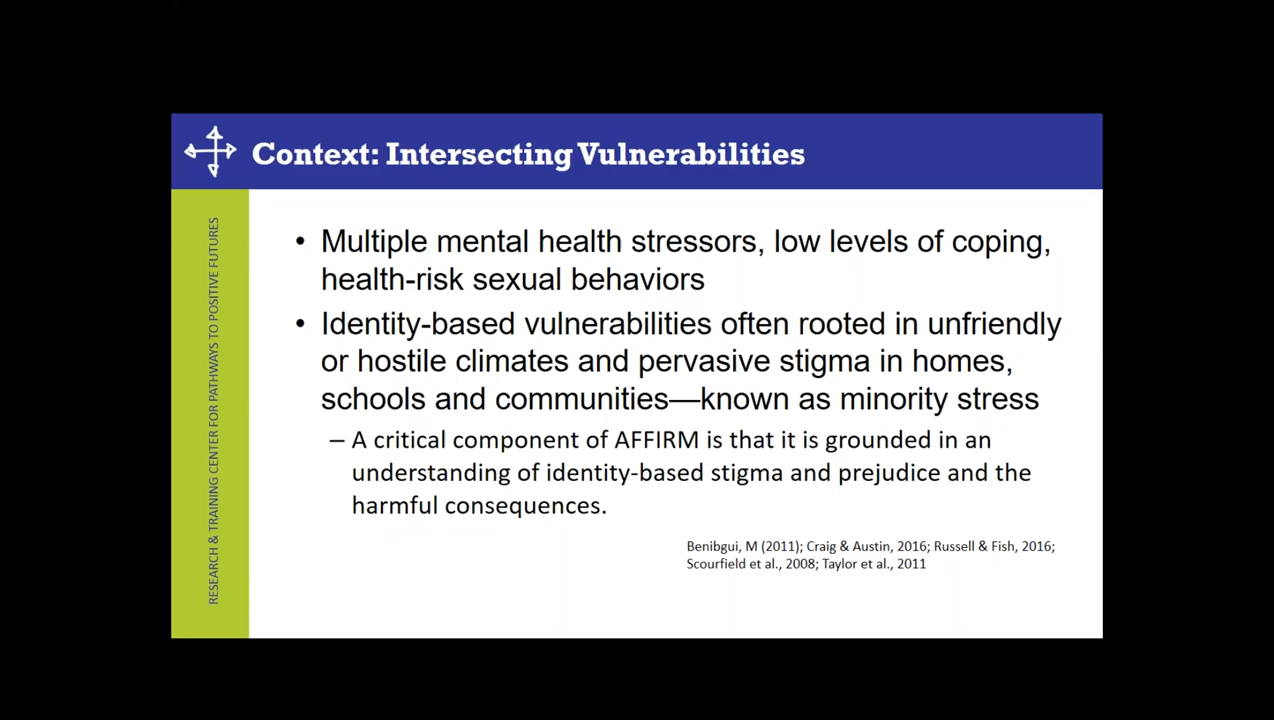 Context: Intersecting Vulnerabilities
RESEARCH & TRAINING CENTER FOR PATHWAYS TO POSITIVE FUTURES
• Multiple mental health stressors, low levels of coping,
health-risk sexual behaviors
• Identity-based vulnerabilities often rooted in unfriendly
or hostile climates and pervasive stigma in homes,
schools and communities—known as minority stress
– A critical component of AFFIRM is that it is grounded in an
understanding of identity-based stigma and prejudice and the
harmful consequences.
Benibgui, M (2011); Craig & Austin, 2016; Russell & Fish, 2016;
Scourfield et al., 2008; Taylor et al., 2011